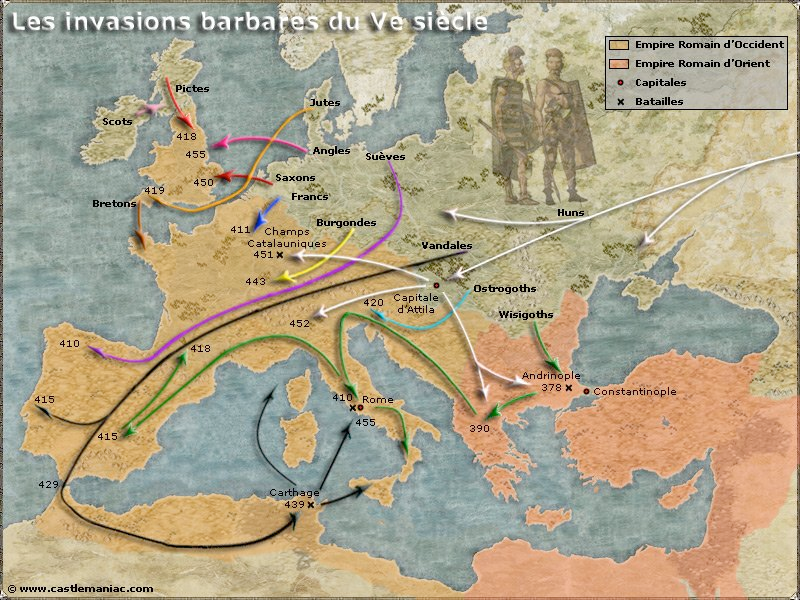 Les invasions barbares du Ve siècle
Empire Romain d'Occident
Empire Romain d'Orient
Capitales
Batailles
Pictes
Scots
Jutes
418
455
Angles
Suèves
450
Saxons
419
Francs
Bretons
Huns
411
Burgondes
Champs
Catalauniques
451
Vandales
443
Capitale
d'Attila
Ostrogoths
420
Wisigoths
452
410
418
Andrinople
378
Constantinople
415
410
Rome
455
390
415
429
Carthage
439
© www.castlemaniac.com